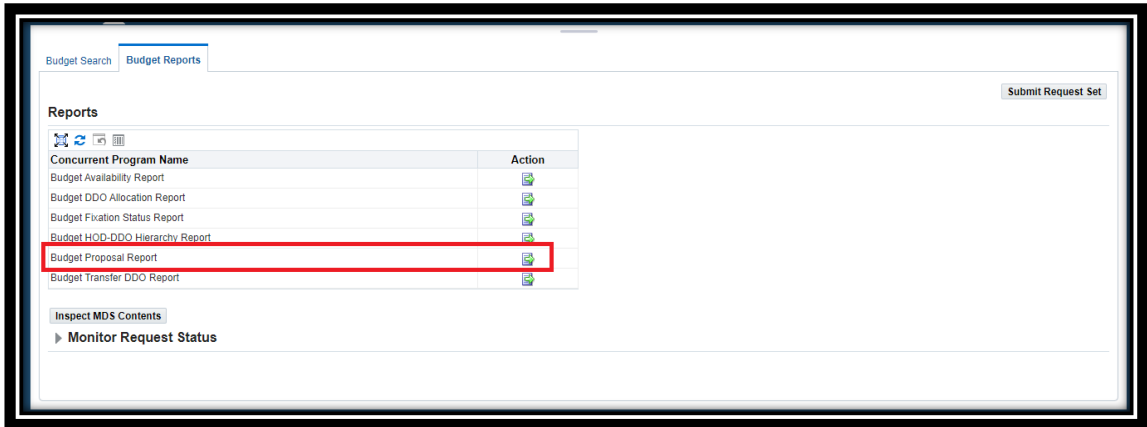 Budget Search Budget Reports
Submit Request Set
Reports
Concurrent Program Name Action
Budget Availability Report
Budget DDO Allocation Report
Budget Fixation Status Report
Budget HOD-DDO Hierarchy Report
Budget Proposal Report
Budget Transfer DDO Report
Inspect MDS Contents
Monitor Request Status